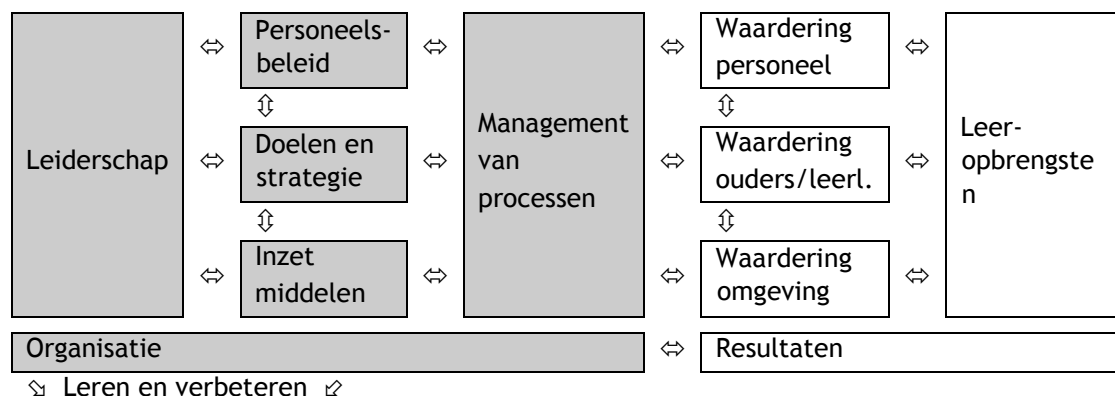 Leiderschap
⬄ Personeels-
beleid
⇳
⬄ Doelen en
strategie
⇳
⬄ Inzet
middelen
⬄
⬄
⬄
Management
van
processen
⬄ Waardering
personeel ⬄
⇳
⬄ Waardering
ouders/leerl. ⬄
⇳
⬄ Waardering
omgeving ⬄
Leer-
opbrengste
n
Organisatie ⬄ Resultaten
⬂ Leren en verbeteren ⬃